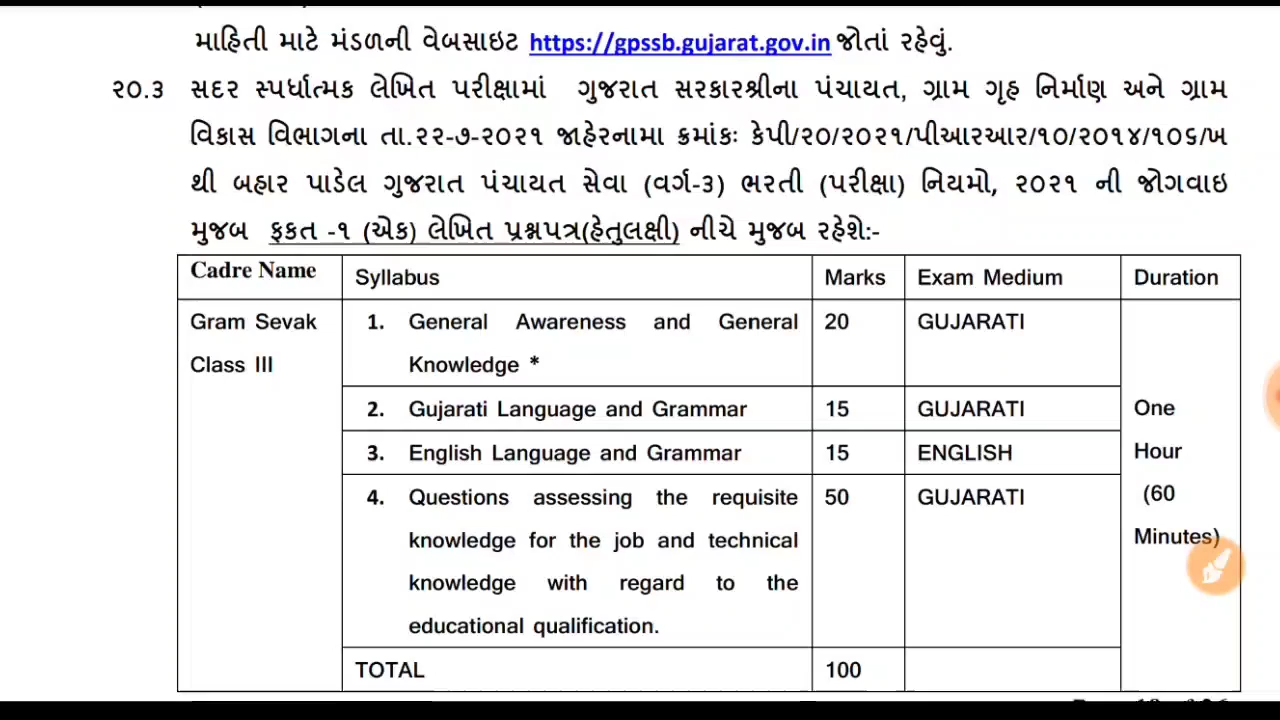 માહિતી માટે મંડળની વેબસાઇટ https://gpssb.gujarat.gov.in જોતાં રહેવું.
૨૦.૩ સદર સ્પર્ધાત્મક લેખિત પરીક્ષામાં ગુજરાત સરકારશ્રીના પંચાયત, ગ્રામ ગૃહ નિર્માણ અને ગ્રામ
વિકાસ વિભાગના તા.૨૨-૭-૨૦૨૧ જાહેરનામા ક્રમાંકઃ કેપી/૨૦/૨૦૨૧/પીઆરઆર/૧૦/૨૦૧૪/૧૦૬/ખ
થી બહાર પાડેલ ગુજરાત પંચાયત સેવા (વર્ગ-૩) ભરતી (પરીક્ષા) નિયમો, ૨૦૨૧ ની જોગવાઇ
મુજબ ફકત -૧ (એક) લેખિત પ્રશ્નપત્ર(હેતુલક્ષી) નીચે મુજબ રહેશે:-
Cadre Name Syllabus Marks Exam Medium Duration
Gram Sevak 1. General Awareness and General 20 GUJARATI
Class III Knowledge *
2. Gujarati Language and Grammar 15 GUJARATI One
3. English Language and Grammar 15 ENGLISH Hour
4. Questions assessing the requisite 50 GUJARATI (60
knowledge for the job and technical Minutes)
knowledge with regard to the
educational qualification.
TOTAL 100